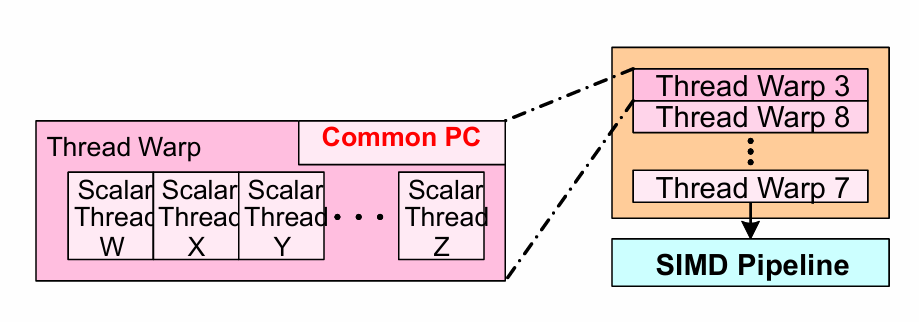 Thread Warp
Common PC
Scalar
Thread
W
Scalar
Thread
X
Scalar
Thread
Y
Scalar
Thread
Z
Thread Warp 3
Thread Warp 8
Thread Warp 7
SIMD Pipeline